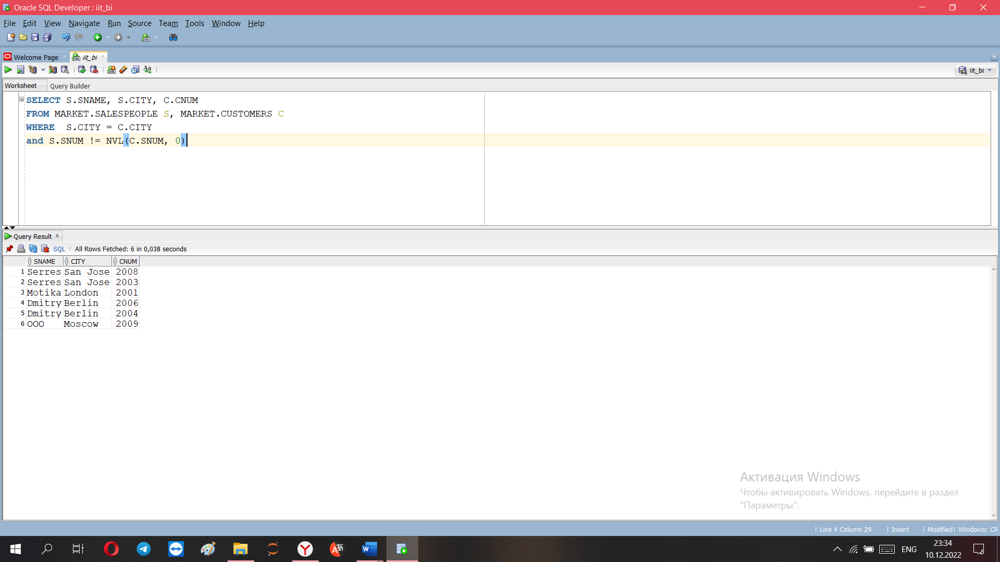 Oracle SQL Developer : iit_bi
File Edit View Navigate Run Source Team Tools Window Help
Welcome Page iit_bi
iit_bi
Worksheet Query Builder
SELECT S.SNAME, S.CITY, C.CNUM
FROM MARKET.SALESPEOPLE S, MARKET.CUSTOMERS C
WHERE  S.CITY = C.CITY
and S.SNUM != NVL(C.SNUM, 0)
Query Result
SQL All Rows Fetched: 6 in 0,038 seconds
SNAME CITY CNUM
1 Serres San Jose 2008
2 Serres San Jose 2003
3 Motika London 2001
4 Dmitry Berlin 2006
5 Dmitry Berlin 2004
6 OOO Moscow 2009
Активация Windows
Чтобы активировать Windows, перейдите в раздел
"Параметры".
Line 4 Column 29 Insert Modified Windows: CR
ENG
23:34
10.12.2022